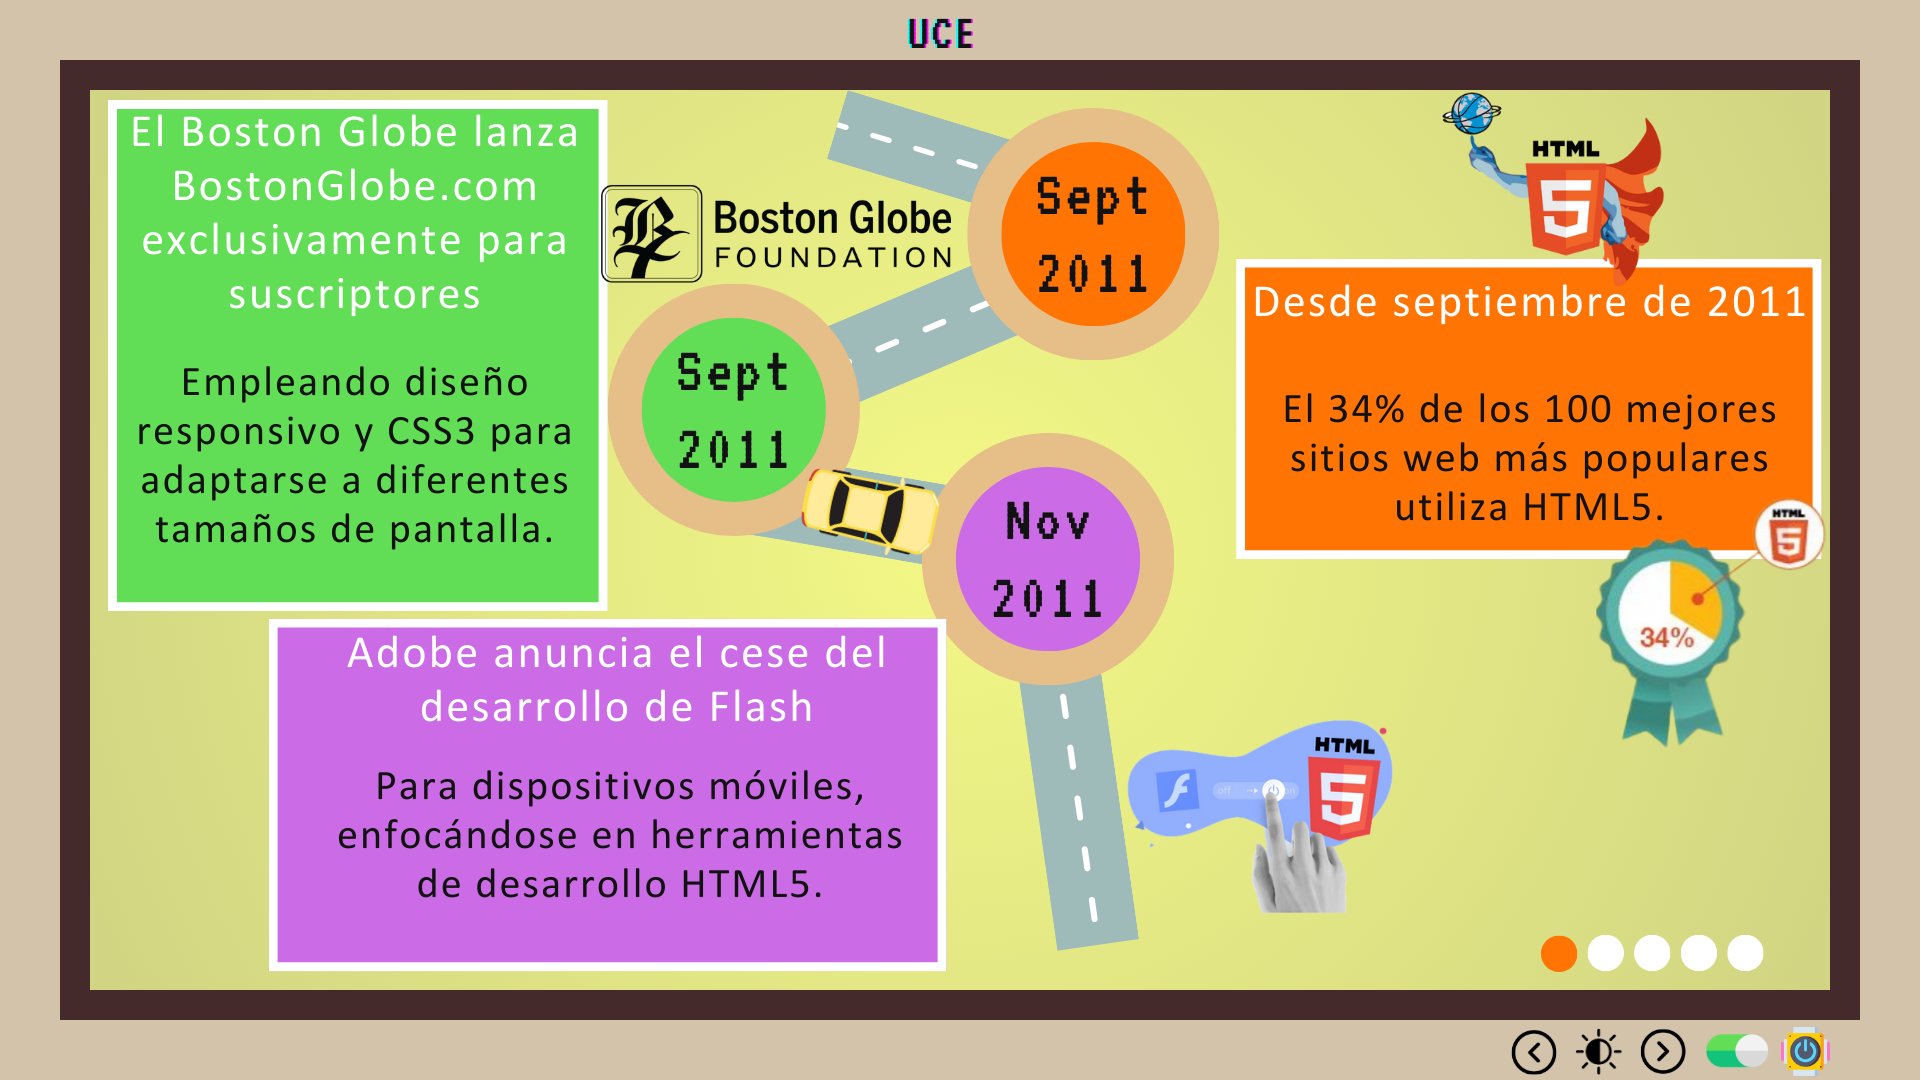 UCE
El Boston Globe lanza
BostonGlobe.com
exclusivamente para
suscriptores
Empleando diseño
responsivo y CSS3 para
adaptarse a diferentes
tamaños de pantalla.
Boston Globe
FOUNDATION
Sept
2011
Sept
2011
Nov
2011
HTML
5
Desde septiembre de 2011
El 34% de los 100 mejores
sitios web más populares
utiliza HTML5.
HTML
5
34%
Adobe anuncia el cese del
desarrollo de Flash
Para dispositivos móviles,
enfocándose en herramientas
de desarrollo HTML5.
HTML
5
off
on